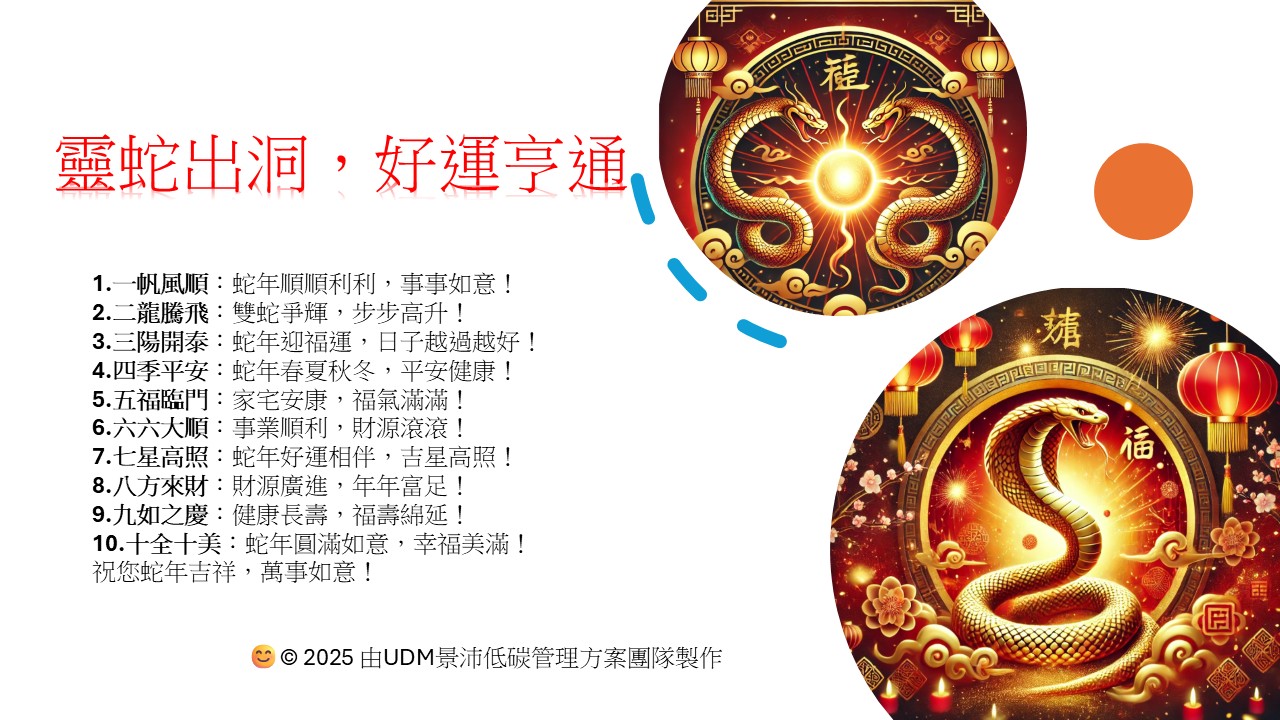 靈蛇出洞，好運亨通
1.一帆風順：蛇年順順利利，事事如意！
2.二龍騰飛：雙蛇爭輝，步步高升！
3.三陽開泰：蛇年迎福運，日子越過越好！
4.四季平安：蛇年春夏秋冬，平安健康！
5.五福臨門：家宅安康，福氣滿滿！
6.六六大順：事業順利，財源滾滾！
7.七星高照：蛇年好運相伴，吉星高照！
8.八方來財：財源廣進，年年富足！
9.九如之慶：健康長壽，福壽綿延！
10.十全十美：蛇年圓滿如意，幸福美滿！
祝您蛇年吉祥，萬事如意！
😊 © 2025 由UDM景沛低碳管理方案團隊製作
福